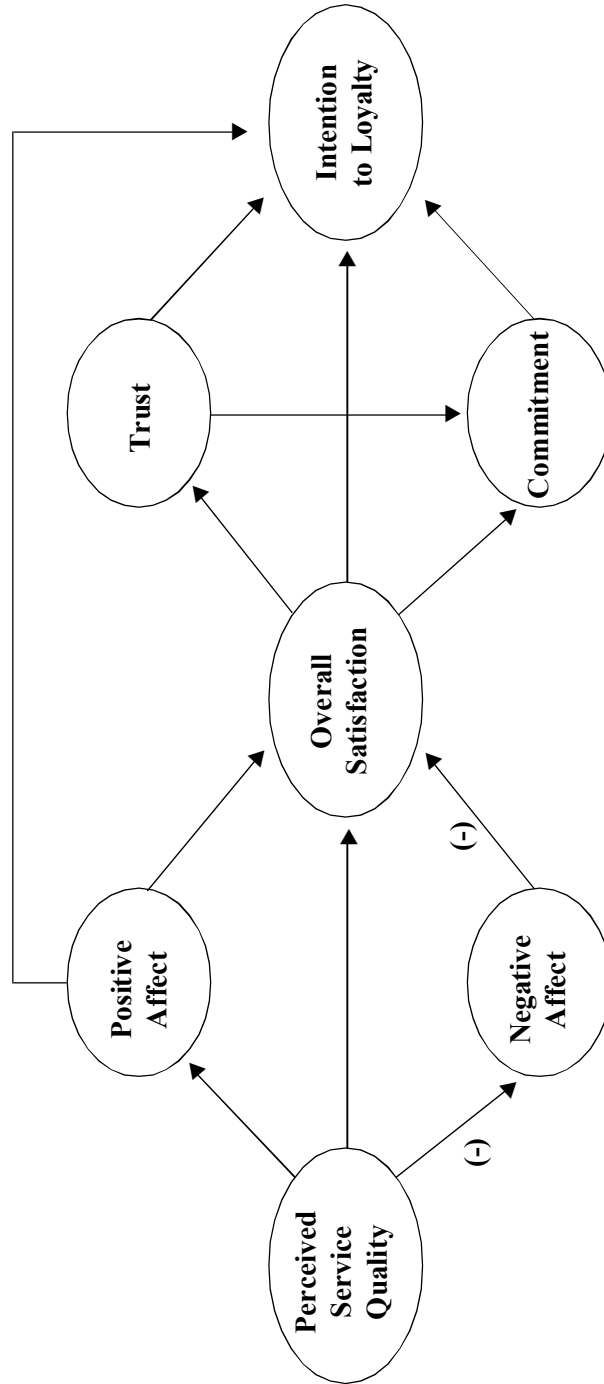 Perceived
Service
Quality
Positive
Affect
(-)
Negative
Affect
(-)
Overall
Satisfaction
Trust
Commitment
Intention
to Loyalty